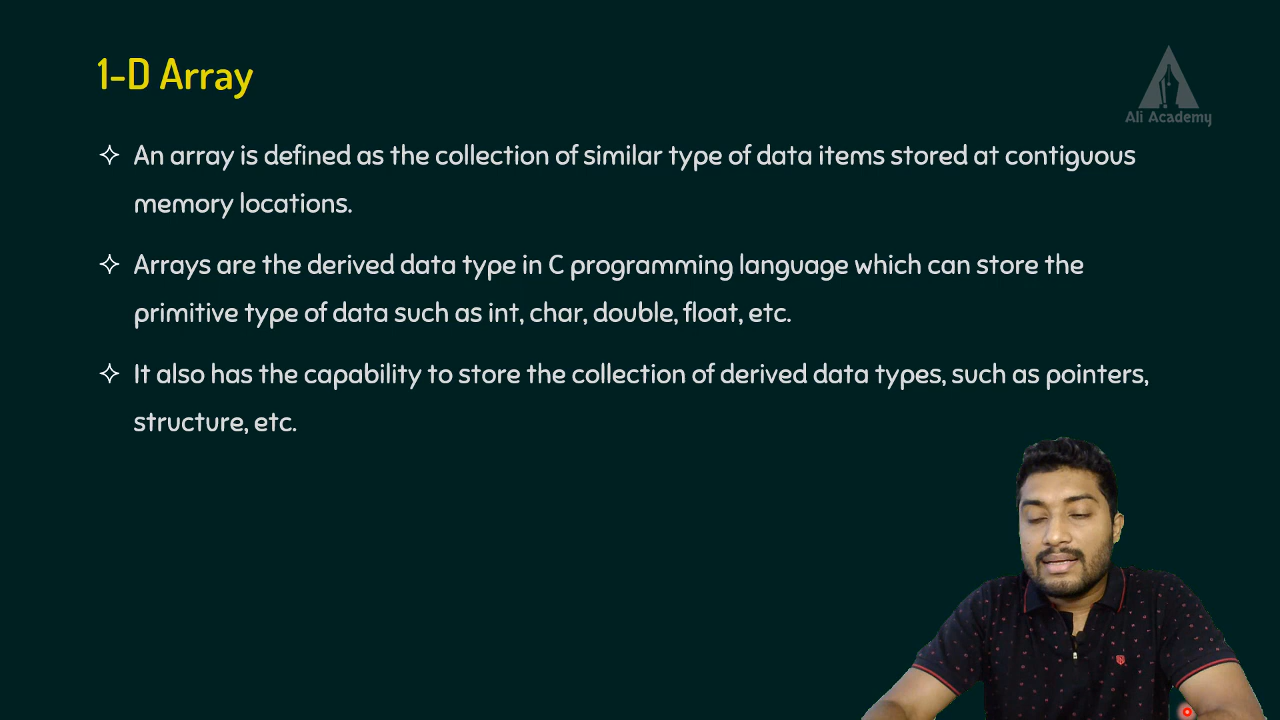 1-D Array
Ali Academy
✧ An array is defined as the collection of similar type of data items stored at contiguous
memory locations.
✧ Arrays are the derived data type in C programming language which can store the
primitive type of data such as int, char, double, float, etc.
✧ It also has the capability to store the collection of derived data types, such as pointers,
structure, etc.